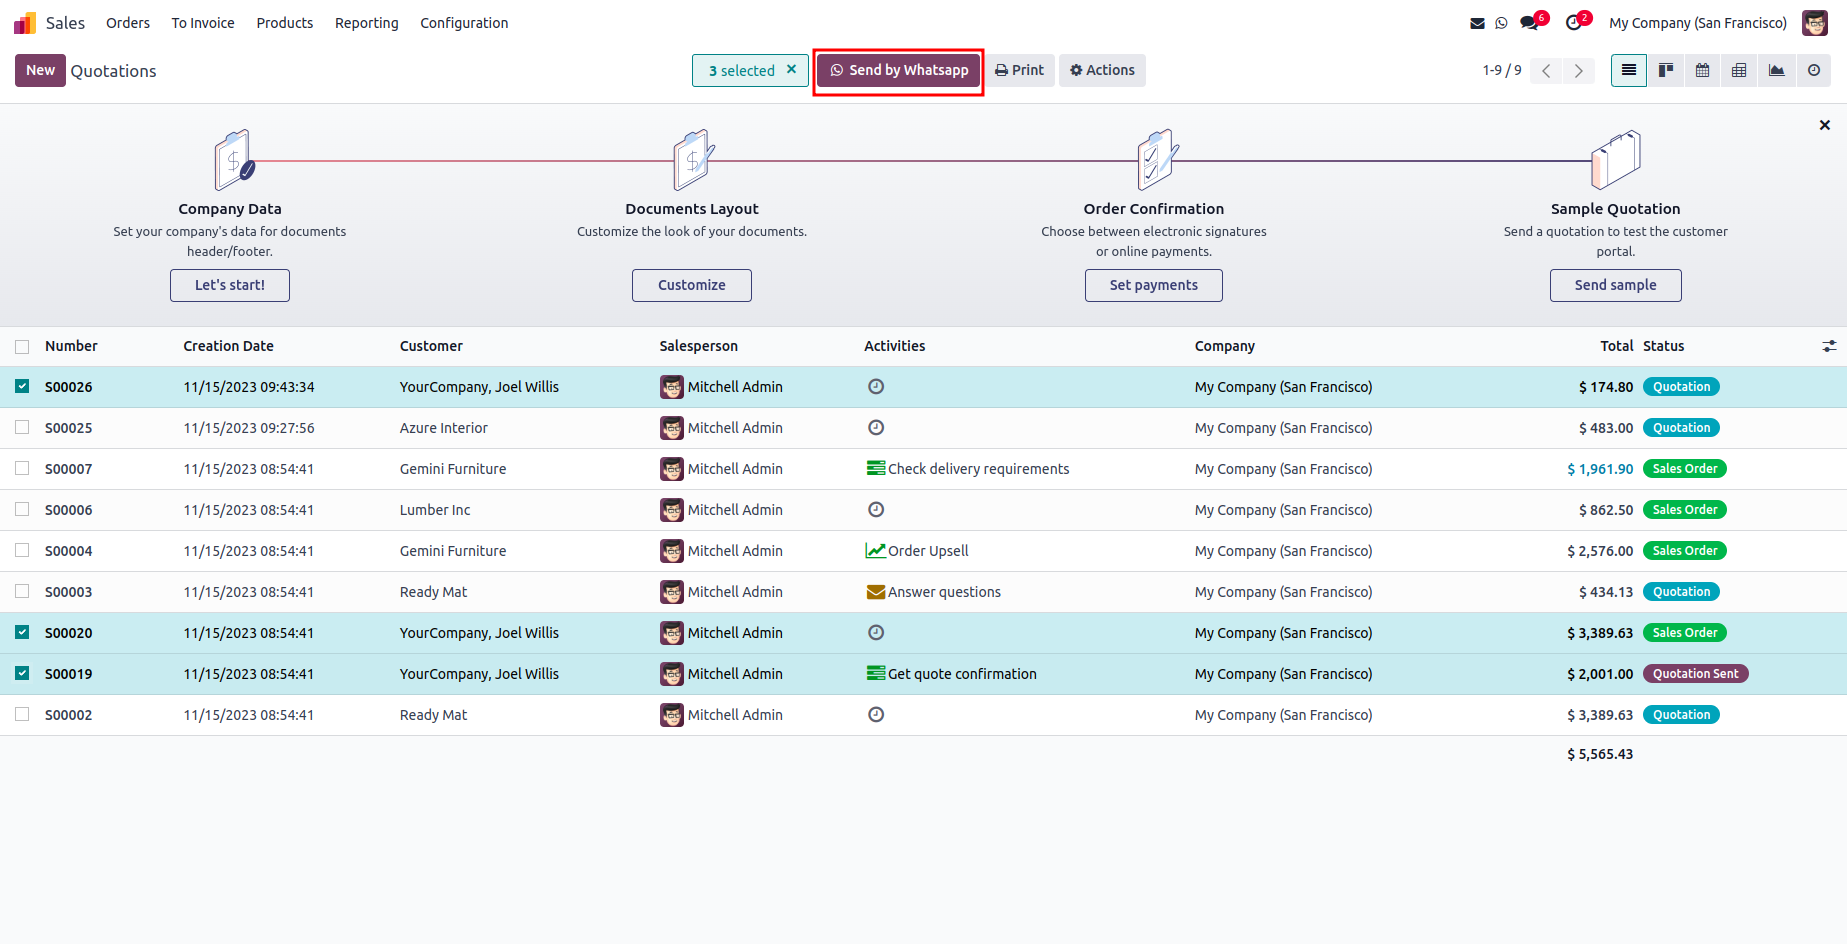 Sales Orders To Invoice Products Reporting Configuration 6 2 My Company (San Francisco)
New Quotations 3 selected × Send by Whatsapp Print Actions 1-9 / 9
Company Data Documents Layout Order Confirmation Sample Quotation
Set your company's data for documents Customize the look of your documents. Choose between electronic signatures Send a quotation to test the customer
header/footer. or online payments. portal.
Let's start! Customize Set payments Send sample
Number Creation Date Customer Salesperson Activities Company Total Status
S00026 11/15/2023 09:43:34 YourCompany, Joel Willis Mitchell Admin My Company (San Francisco) $ 174.80 Quotation
S00025 11/15/2023 09:27:56 Azure Interior Mitchell Admin My Company (San Francisco) $ 483.00 Quotation
S00007 11/15/2023 08:54:41 Gemini Furniture Mitchell Admin Check delivery requirements My Company (San Francisco) $ 1,961.90 Sales Order
S00006 11/15/2023 08:54:41 Lumber Inc Mitchell Admin My Company (San Francisco) $ 862.50 Sales Order
S00004 11/15/2023 08:54:41 Gemini Furniture Mitchell Admin Order Upsell My Company (San Francisco) $ 2,576.00 Sales Order
S00003 11/15/2023 08:54:41 Ready Mat Mitchell Admin Answer questions My Company (San Francisco) $ 434.13 Quotation
S00020 11/15/2023 08:54:41 YourCompany, Joel Willis Mitchell Admin My Company (San Francisco) $ 3,389.63 Sales Order
S00019 11/15/2023 08:54:41 YourCompany, Joel Willis Mitchell Admin Get quote confirmation My Company (San Francisco) $ 2,001.00 Quotation Sent
S00002 11/15/2023 08:54:41 Ready Mat Mitchell Admin My Company (San Francisco) $ 3,389.63 Quotation
$ 5,565.43